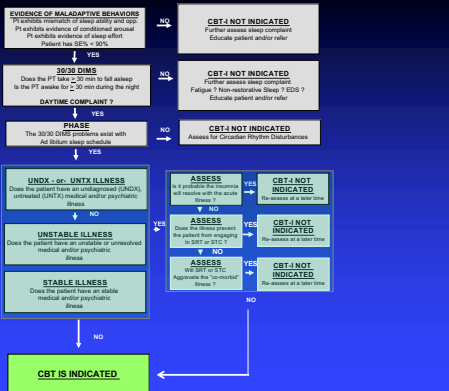 EVIDENCE OF MALADAPTIVE BEHAVIORS
Pt exhibits mismatch of sleep ability and opp.
Pt exhibits evidence of conditioned arousal
Pt exhibits evidence of sleep effort
Patient has SE% < 90%
NO
CBT-I NOT INDICATED
Further assess sleep complaint
Educate patient and/or refer
YES
30/30 DIMS
Does the PT take > 30 min to fall asleep
Is the PT awake for > 30 min during the night
DAYTIME COMPLAINT ?
NO
CBT-I NOT INDICATED
Further assess sleep complaint
Fatigue ? Non-restorative Sleep ? EDS ?
Educate patient and/or refer
YES
PHASE
The 30/30 DIMS problems exist with
Ad libitum sleep schedule
NO
CBT-I NOT INDICATED
Assess for Circadian Rhythm Disturbances
YES
UNDX - or- UNTX ILLNESS
Does the patient have an undiagnosed (UNDX),
untreated (UNTX) medical and/or psychiatric
illness
NO
UNSTABLE ILLNESS
Does the patient have an unstable or unresolved
medical and/or psychiatric
illness
STABLE ILLNESS
Does the patient have an stable
medical and/or psychiatric
illness
YES
ASSESS
Is it probable the insomnia
will resolve with the acute
illness ?
YES
CBT-I NOT
INDICATED
Re-assess at a later time
NO
ASSESS
Does the illness prevent
the patient from engaging
In SRT or STC ?
YES
CBT-I NOT
INDICATED
Re-assess at a later time
NO
ASSESS
Will SRT or STC
Aggravate the "co-morbid"
illness ?
YES
CBT-I NOT
INDICATED
Re-assess at a later time
NO
NO
CBT IS INDICATED